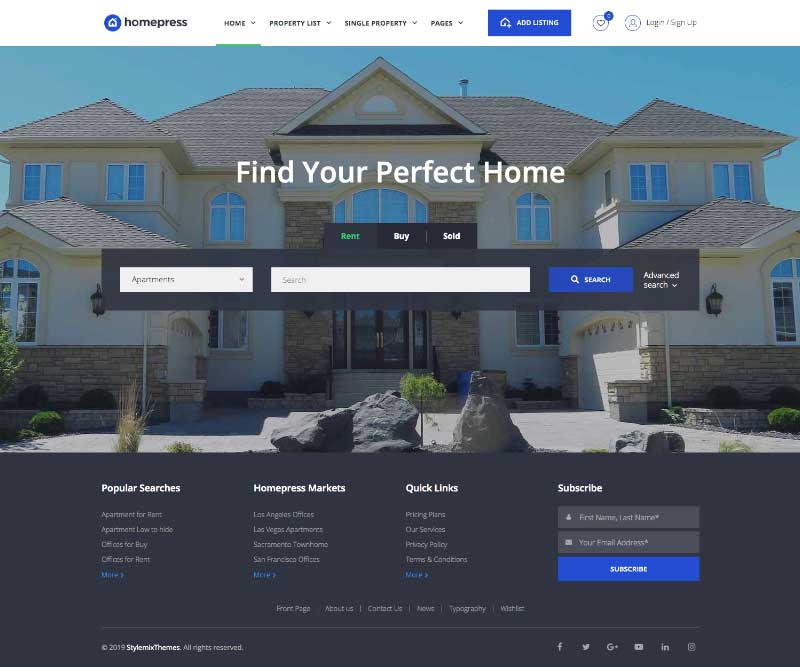 homepress
HOME PROPERTY LIST SINGLE PROPERTY PAGES ADD LISTING 0 Login / Sign Up
Find Your Perfect Home
Rent Buy Sold
Apartments Search SEARCH Advanced
search
Popular Searches
Apartment for Rent
Apartment Low to hide
Offices for Buy
Offices for Rent
More
Homepress Markets
Los Angeles Offices
Las Vegas Apartments
Sacramento Townhome
San Francisco Offices
More
Quick Links
Pricing Plans
Our Services
Privacy Policy
Terms & Conditions
More
Subscribe
First Name, Last Name*
Your Email Address*
SUBSCRIBE
Front Page | About us | Contact Us | News | Typography | Wishlist
© 2019 StylemixThemes. All rights reserved.